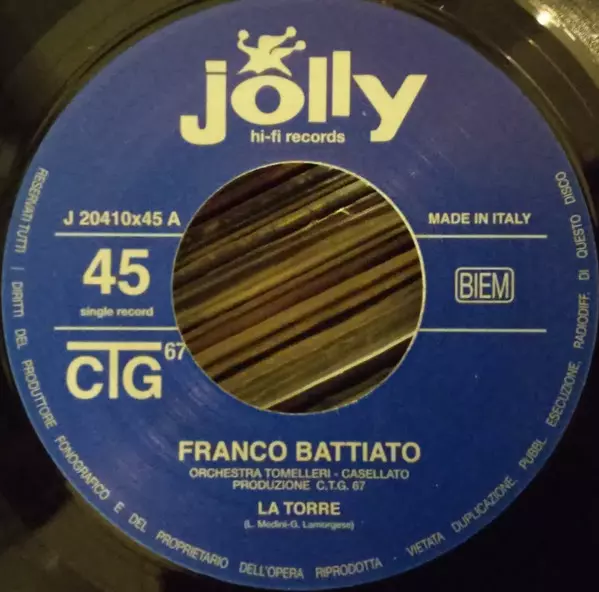 jolly
hi-fi records
J 20410x45 A
MADE IN ITALY
45
single record
BIEM
CTG 67
FRANCO BATTIATO
ORCHESTRA TOMELLERI - CASELLATO
PRODUZIONE C.T.G. 67
LA TORRE
(L. Medini-G. Lamorgese)
RISERVATI TUTTI I DIRITTI DEL PRODUTTORE FONOGRAFICO E DEL PROPRIETARIO DELL'OPERA RIPRODOTTA - VIETATA DUPLICAZIONE PUBBL. ESECUZIONE, RADIODIFF. DI QUESTO DISCO